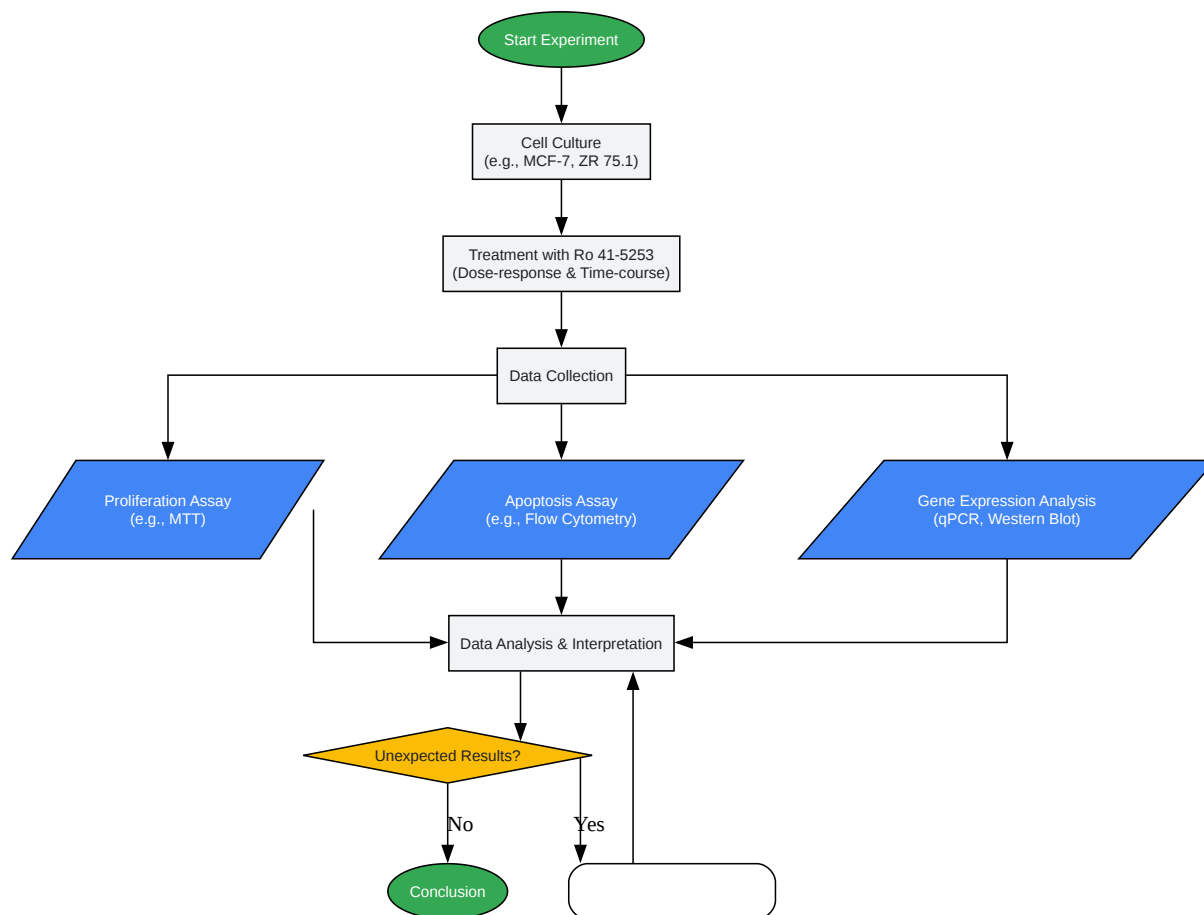 Start Experiment
Cell Culture
(e.g., MCF-7, ZR 75.1)
Treatment with Ro 41-5253
(Dose-response & Time-course)
Data Collection
Proliferation Assay
(e.g., MTT)
Apoptosis Assay
(e.g., Flow Cytometry)
Gene Expression Analysis
(qPCR, Western Blot)
Data Analysis & Interpretation
Unexpected Results?
No
Yes
Conclusion